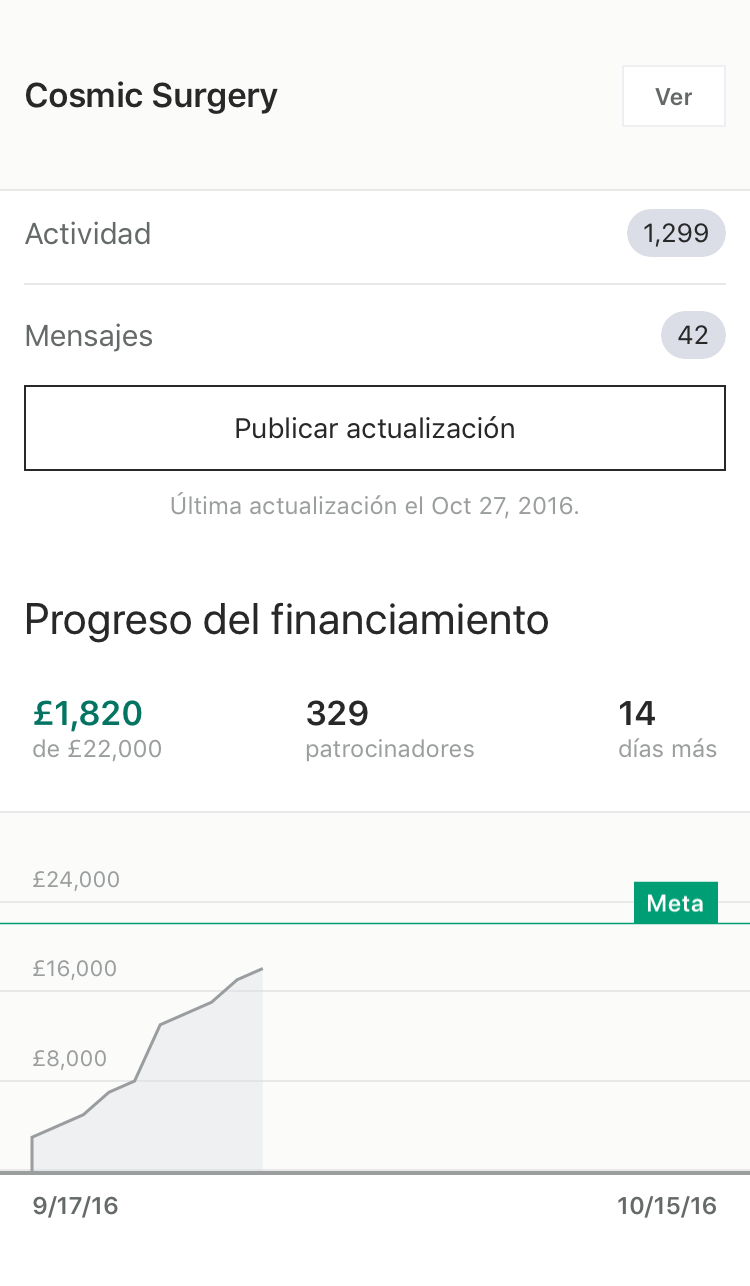 Cosmic Surgery
Ver
Actividad
1,299
Mensajes
42
Publicar actualización
Última actualización el Oct 27, 2016.
Progreso del financiamiento
£1,820
de £22,000
329
patrocinadores
14
días más
£24,000
Meta
£16,000
£8,000
9/17/16
10/15/16